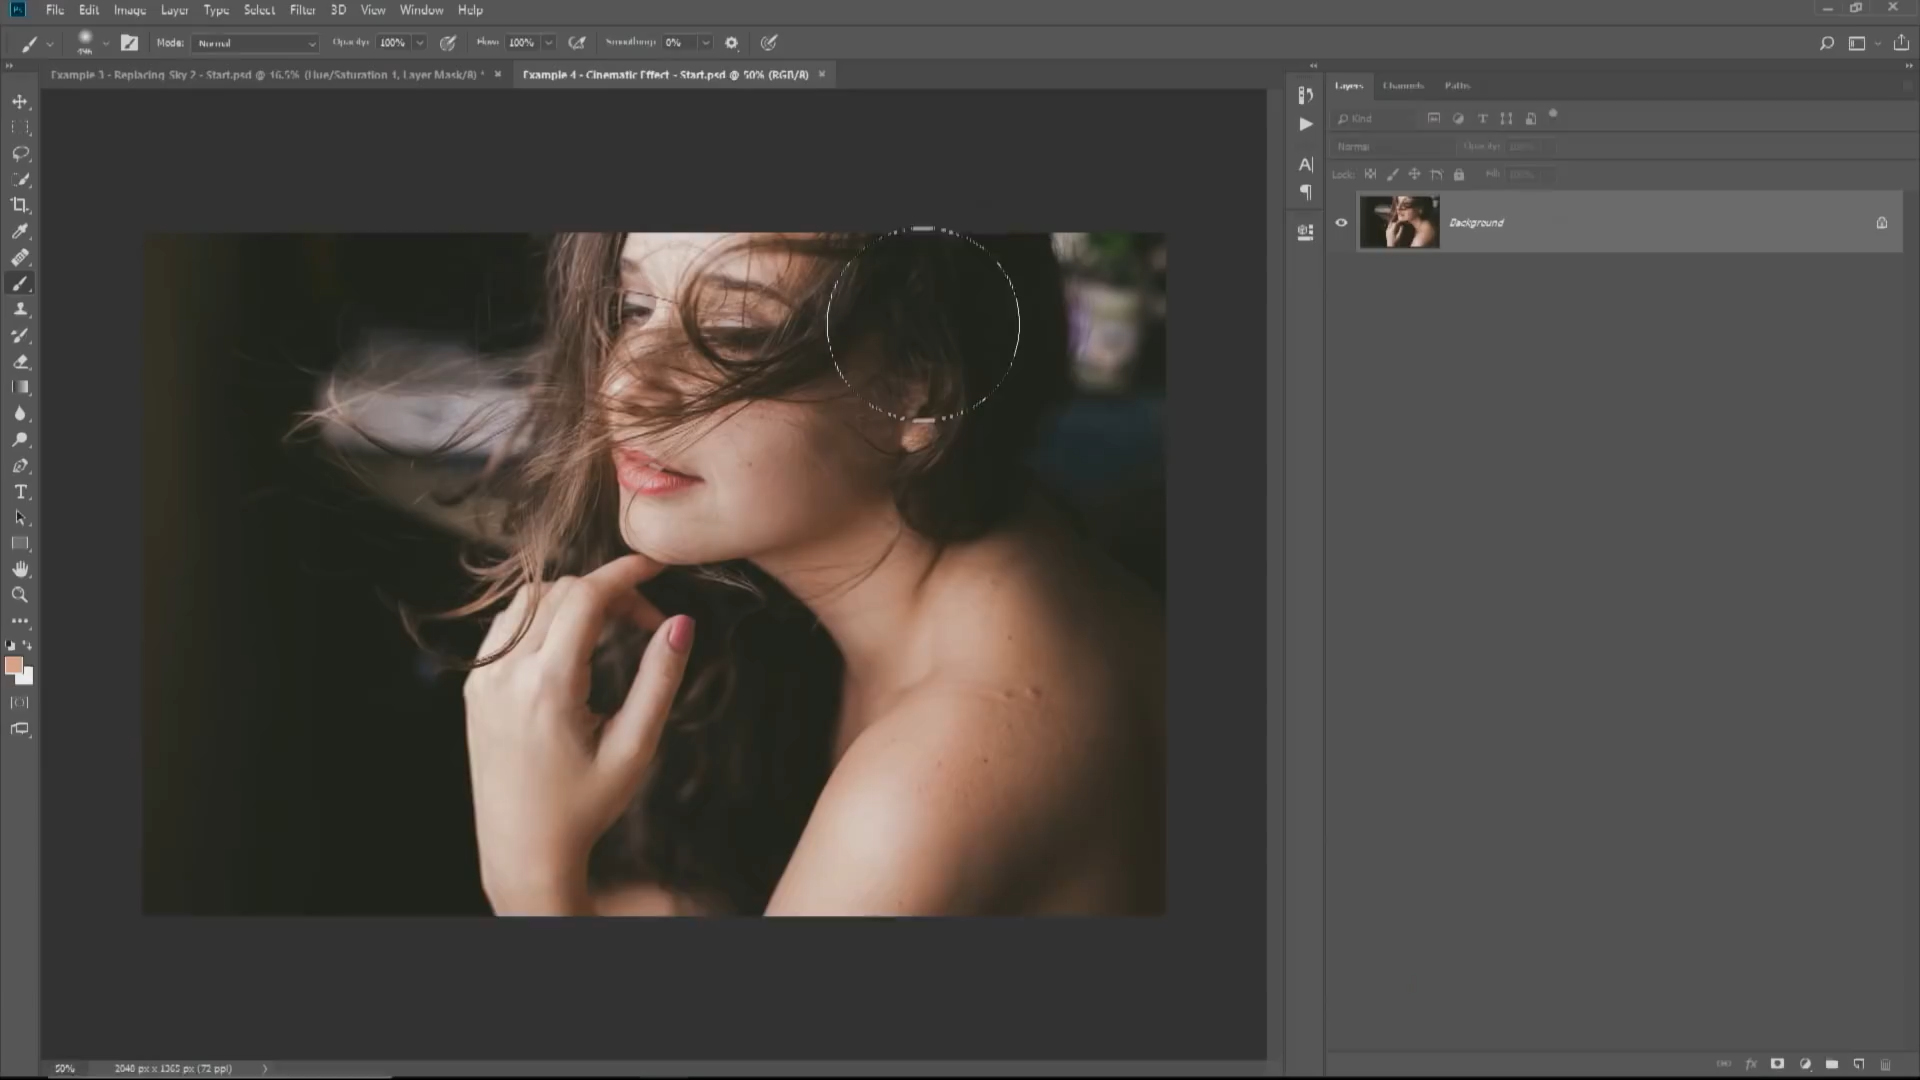 Ps File Edit Image Layer Type Select Filter 3D View Window Help
Mode: Normal Opacity: 100% Flow: 100% Smoothing: 0%
Example 3 - Replacing Sky 2 - Start.psd @ 16.5% (Hue/Saturation 1, Layer Mask/8) * × Example 4 - Cinematic Effect - Start.psd @ 50% (RGB/8) ×
Layers Channels Paths
Kind
Normal Opacity: 100%
Lock: Fill: 100%
Background
50% 2048 px x 1365 px (72 ppi)